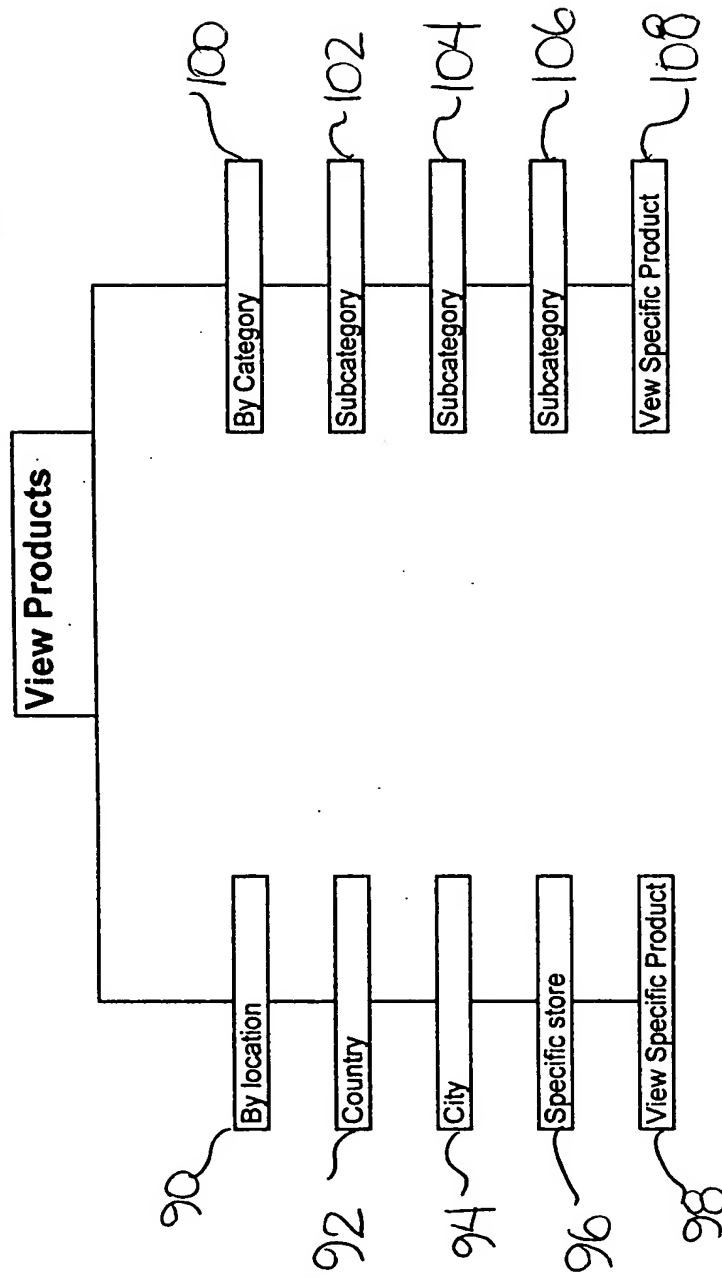 View Products
90 By location
92 Country
94 City
96 Specific store
98 View Specific Product
By Category 100
Subcategory 102
Subcategory 104
Subcategory 106
Vew Specific Product 108